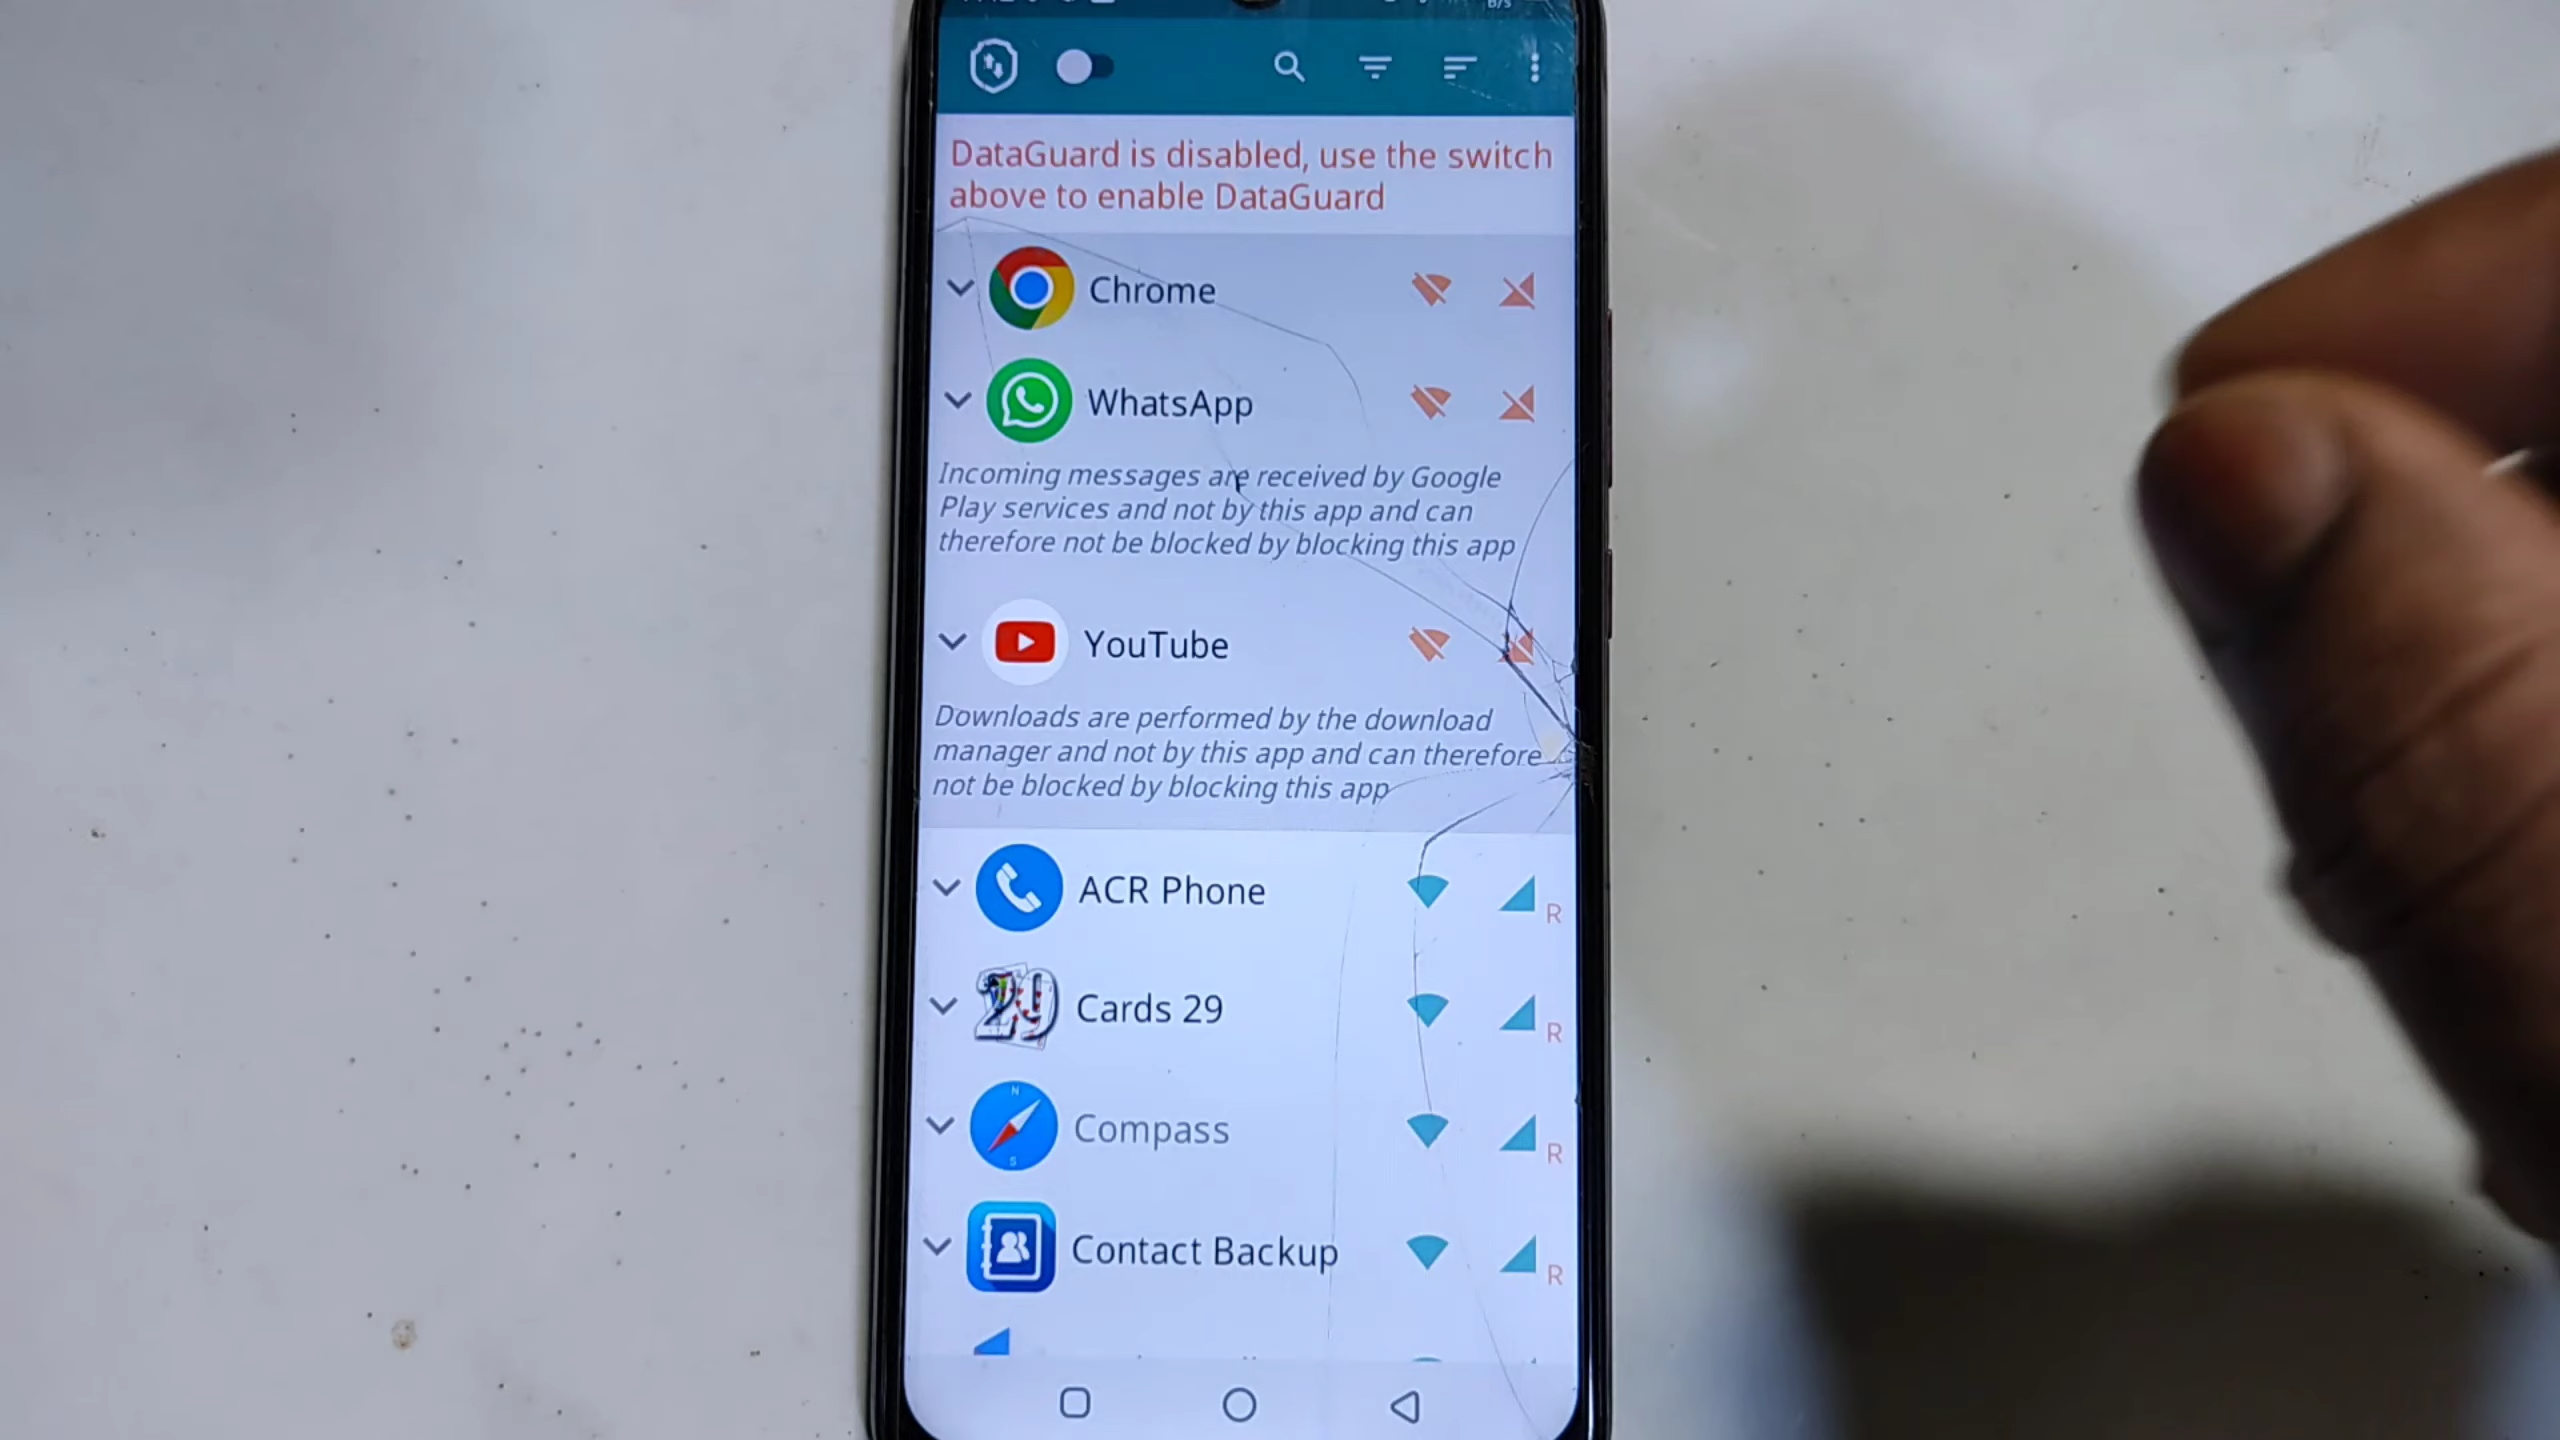 B/s
DataGuard is disabled, use the switch
above to enable DataGuard
Chrome
WhatsApp
Incoming messages are received by Google
Play services and not by this app and can
therefore not be blocked by blocking this app
YouTube
Downloads are performed by the download
manager and not by this app and can therefore
not be blocked by blocking this app
ACR Phone
R
29
Cards 29
R
N
S
Compass
R
Contact Backup
R